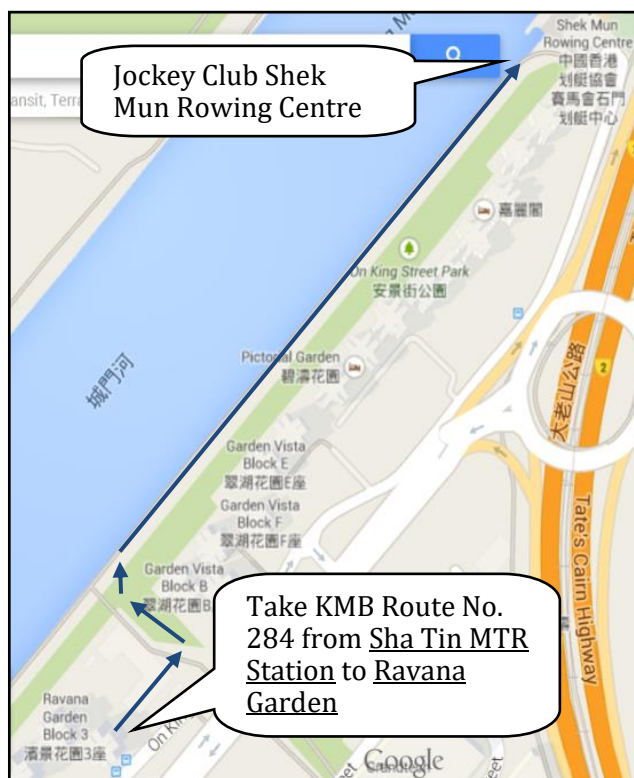 Shek Mun
Rowing Centre
中國香港
划艇協會
賽馬會石門
划艇中心
Jockey Club Shek
Mun Rowing Centre
ansit, Terra
嘉麗閣
On King Street Park
安景街公園
Pictorial Garden
碧濤花園
城門河
2
大老山公路
Tate's Cairn Highway
Garden Vista
Block E
翠湖花園E座
Garden Vista
Block F
翠湖花園F座
Garden Vista
Block B
翠湖花園B
Take KMB Route No.
284 from Sha Tin MTR
Station to Ravana
Garden
Ravana
Garden
Block 3
濱景花園3座
On Ki
Google